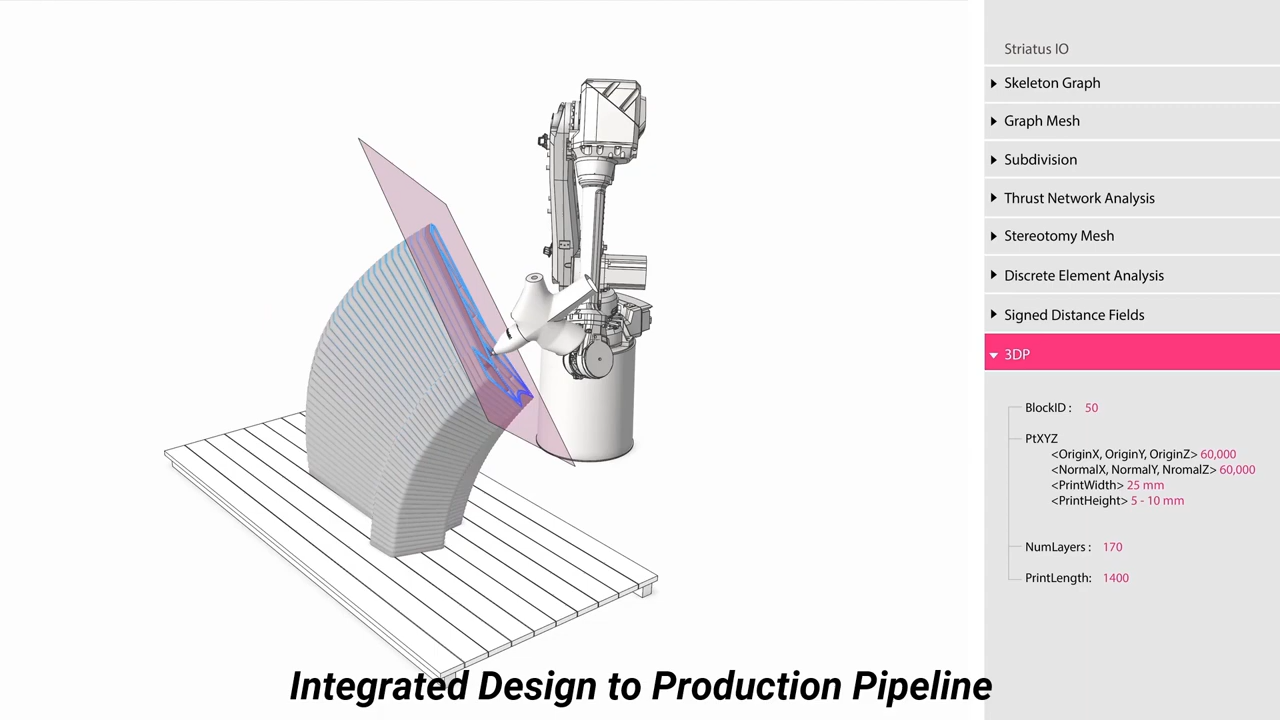 Striatus IO
Skeleton Graph
Graph Mesh
Subdivision
Thrust Network Analysis
Stereotomy Mesh
Discrete Element Analysis
Signed Distance Fields
3DP
BlockID : 50
PtXYZ
<OriginX, OriginY, OriginZ> 60,000
<NormalX, NormalY, NromalZ> 60,000
<PrintWidth> 25 mm
<PrintHeight> 5 - 10 mm
NumLayers : 170
PrintLength: 1400
Integrated Design to Production Pipeline